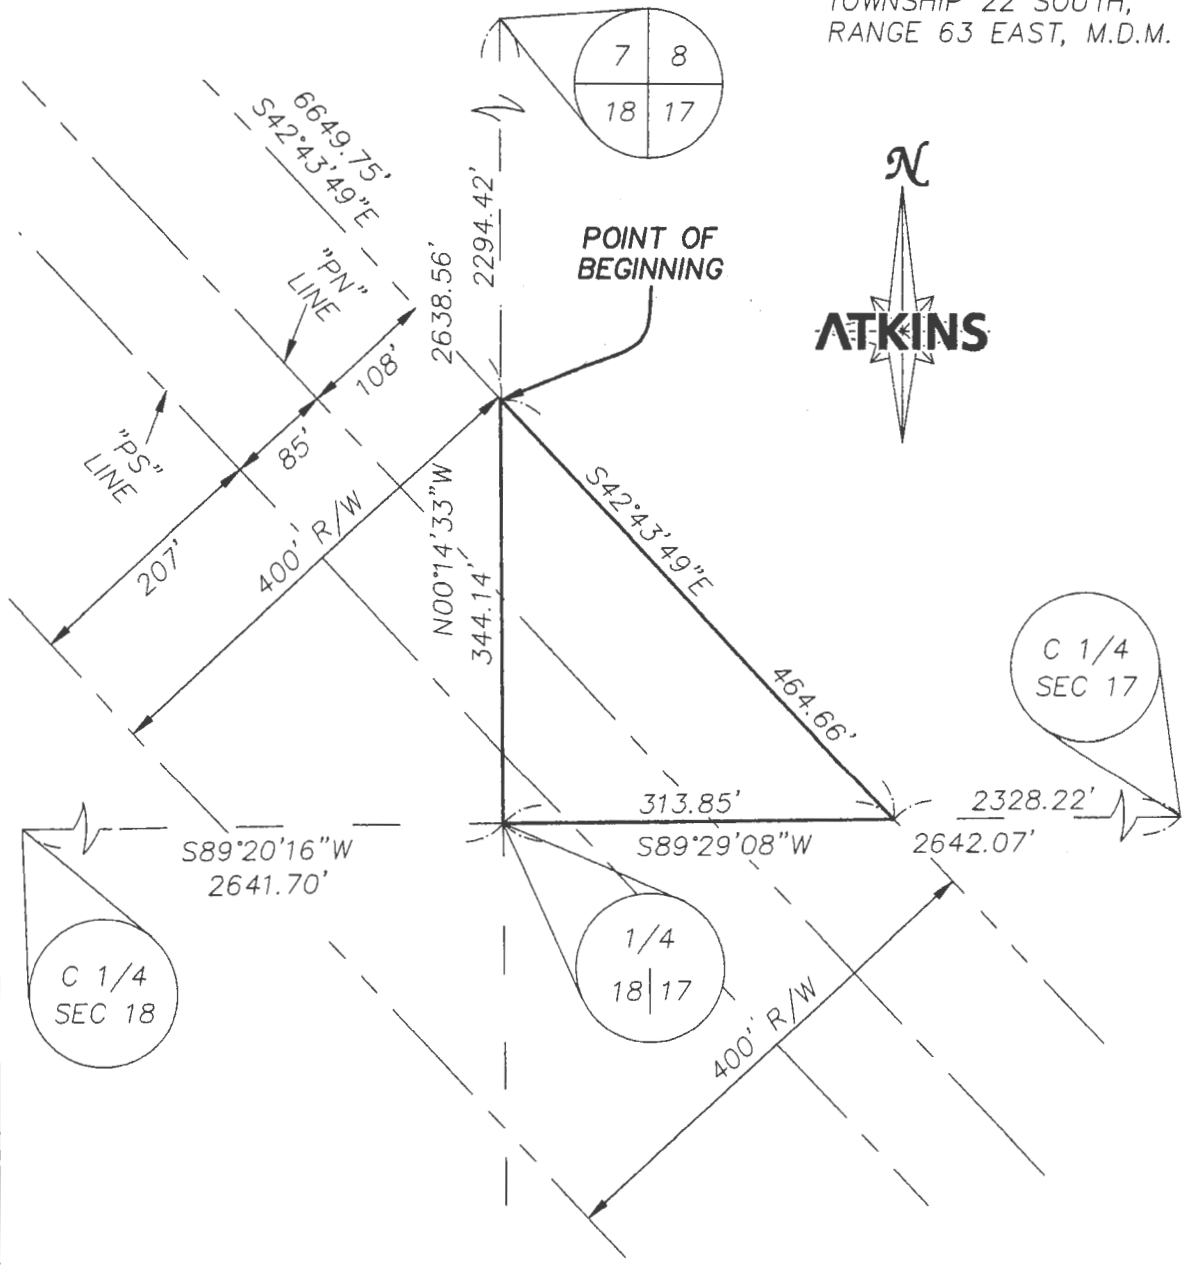 TOWNSHIP 22 SOUTH,
RANGE 63 EAST, M.D.M.
7 8
18 17
6649.75'
S42°43'49"E
2294.42'
2638.56'
POINT OF
BEGINNING
N
ATKINS
"PN"
LINE
108'
"PS"
LINE
85'
207'
400' R/W
N00°14'33"W
344.14'
S42°43'49"E
464.66'
C 1/4
SEC 17
313.85'
S89°29'08"W
2328.22'
2642.07'
S89°20'16"W
2641.70'
C 1/4
SEC 18
1/4
18 17
400' R/W